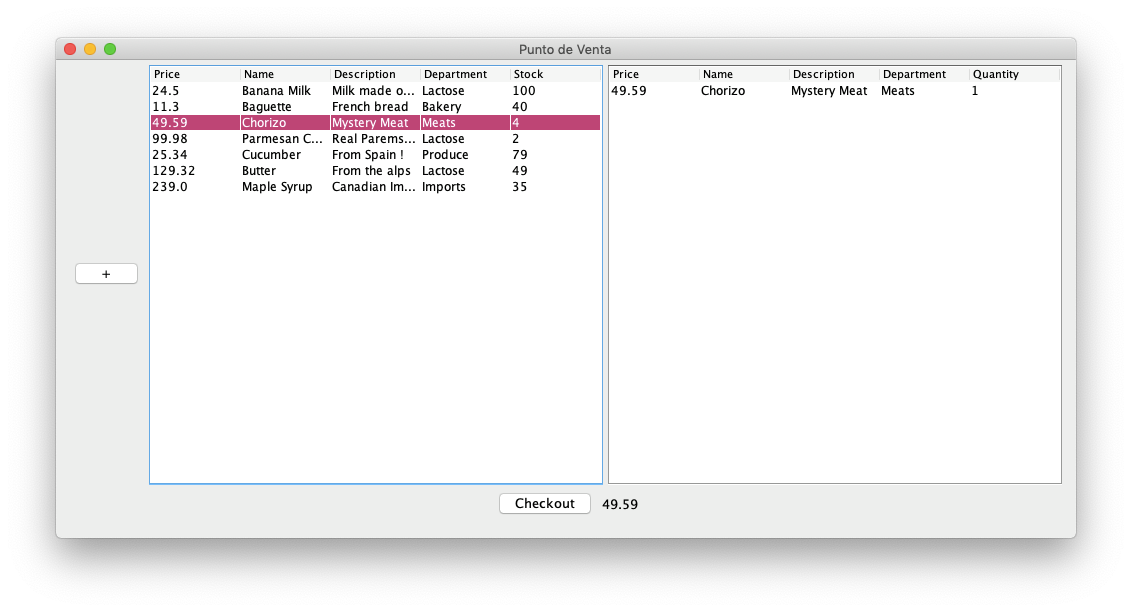 Punto de Venta
Price Name Description Department Stock
24.5 Banana Milk Milk made o... Lactose 100
11.3 Baguette French bread Bakery 40
49.59 Chorizo Mystery Meat Meats 4
99.98 Parmesan C... Real Parems... Lactose 2
25.34 Cucumber From Spain ! Produce 79
129.32 Butter From the alps Lactose 49
239.0 Maple Syrup Canadian Im... Imports 35
Price Name Description Department Quantity
49.59 Chorizo Mystery Meat Meats 1
+
Checkout 49.59